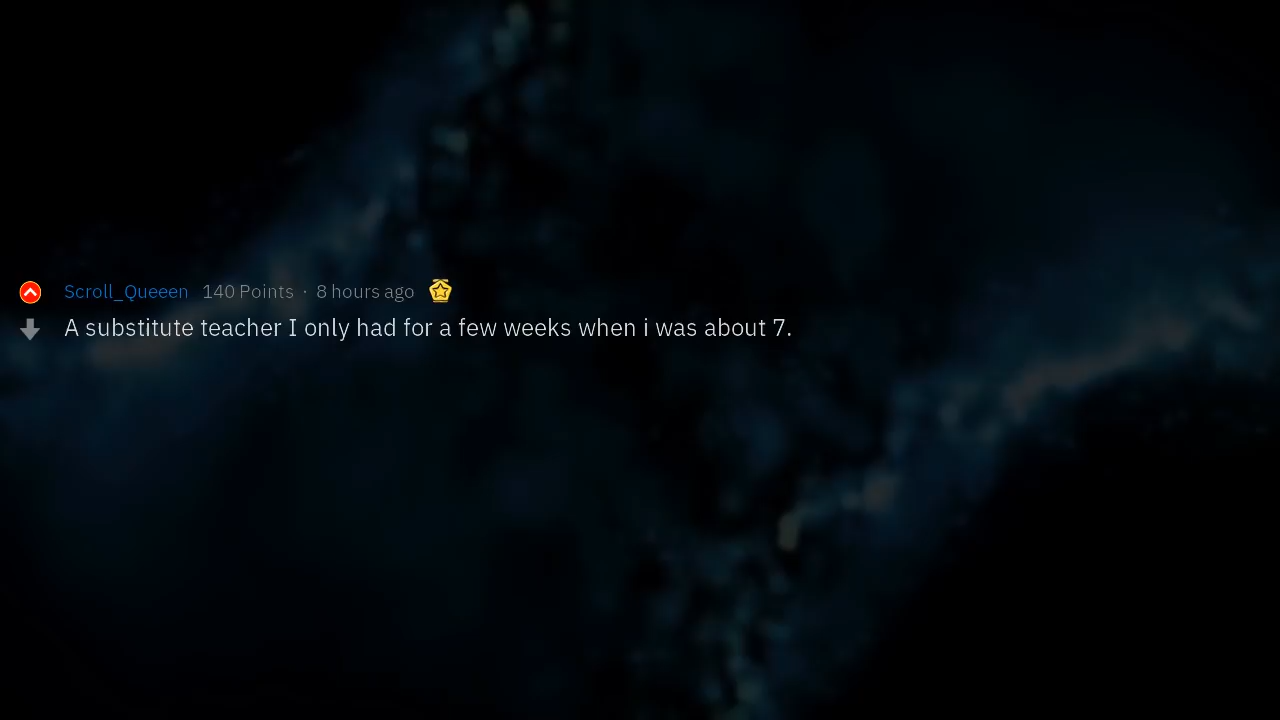 Scroll_Queeen 140 Points · 8 hours ago
A substitute teacher I only had for a few weeks when i was about 7.